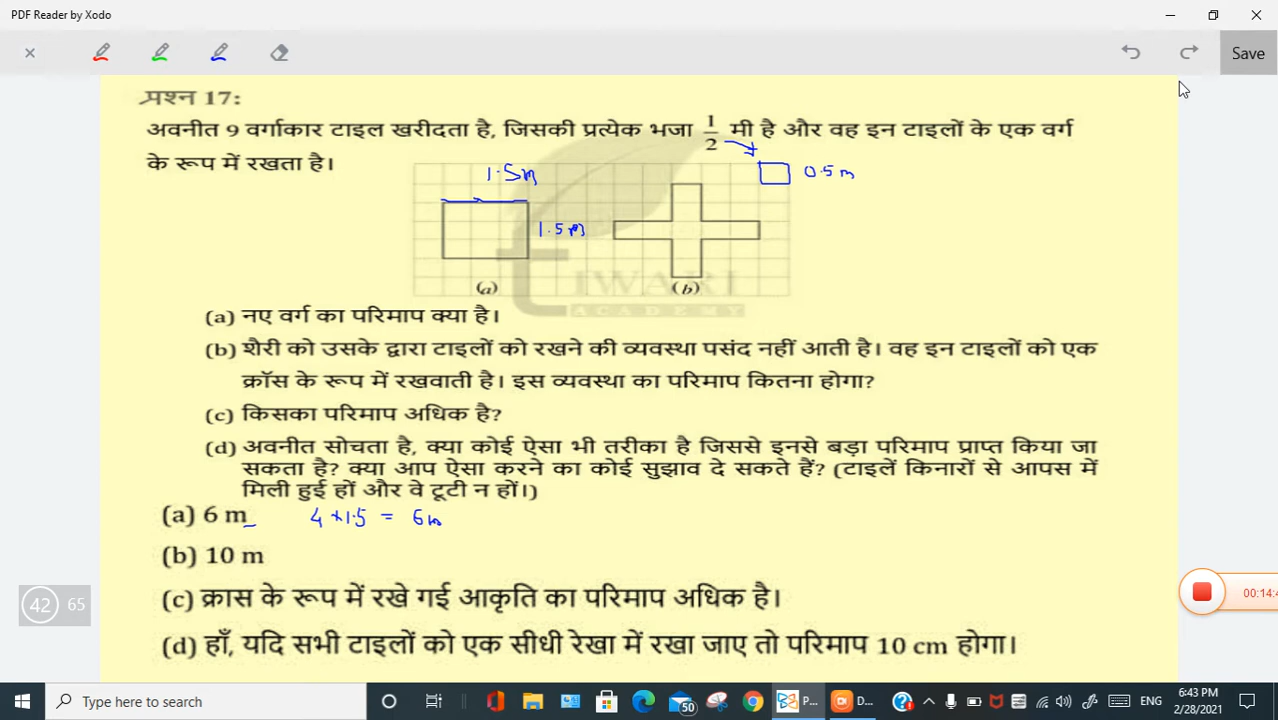 PDF Reader by Xodo
Save
प्रश्न 17:
अवनीत 9 वर्गाकार टाइल खरीदता है, जिसकी प्रत्येक भजा 1/2 मी है और वह इन टाइलों के एक वर्ग
के रूप में रखता है।
1.5m
0.5 m
1.5 m
(a)
(b)
TIWARI
ACADEMY
(a) नए वर्ग का परिमाप क्या है।
(b) शैरी को उसके द्वारा टाइलों को रखने की व्यवस्था पसंद नहीं आती है। वह इन टाइलों को एक
क्रॉस के रूप में रखवाती है। इस व्यवस्था का परिमाप कितना होगा?
(c) किसका परिमाप अधिक है?
(d) अवनीत सोचता है, क्या कोई ऐसा भी तरीका है जिससे इनसे बड़ा परिमाप प्राप्त किया जा
सकता है? क्या आप ऐसा करने का कोई सुझाव दे सकते हैं? (टाइलें किनारों से आपस में
मिली हुई हों और वे टूटी न हों।)
(a) 6 m 4 × 1.5 = 6m
(b) 10 m
(c) क्रास के रूप में रखे गई आकृति का परिमाप अधिक है।
(d) हाँ, यदि सभी टाइलों को एक सीधी रेखा में रखा जाए तो परिमाप 10 cm होगा।
42 65
00:14:4
Type here to search
50
P...
D...
ENG
6:43 PM
2/28/2021